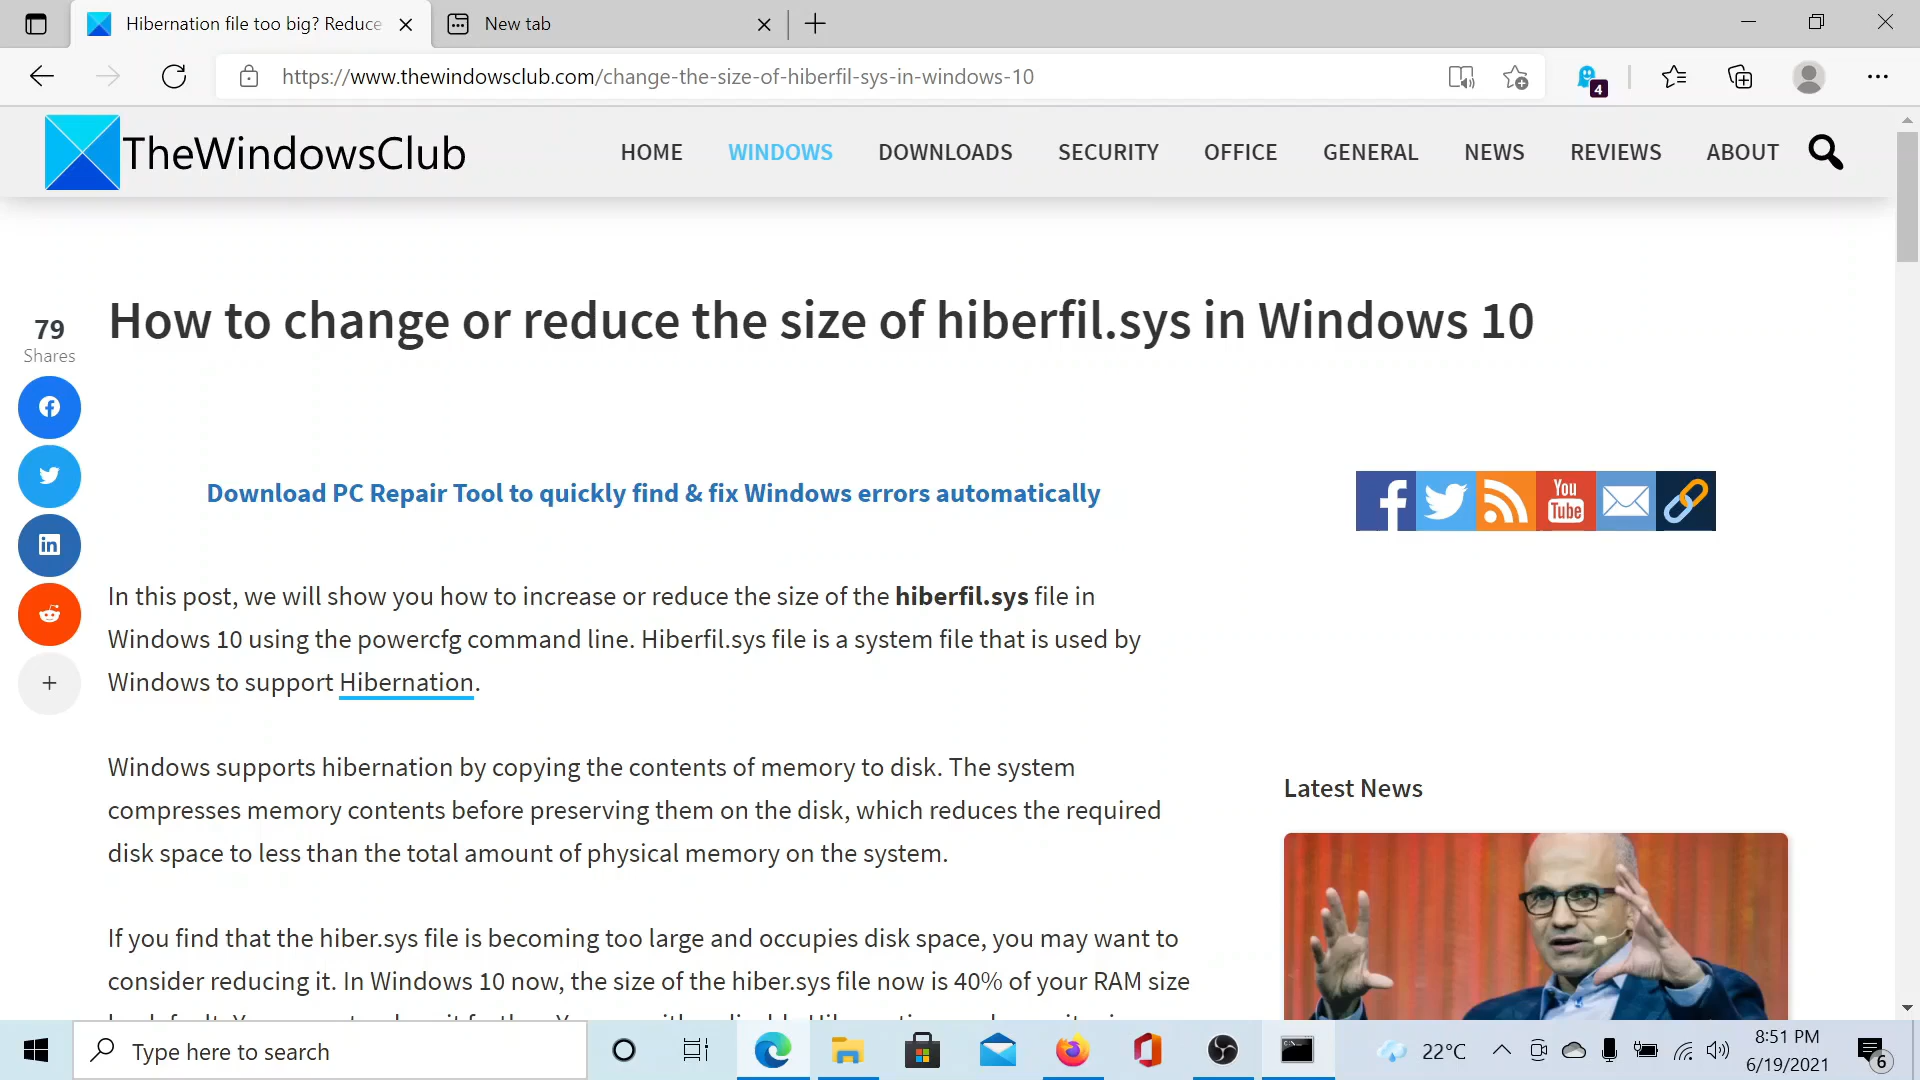 Hibernation file too big? Reduce
New tab
https://www.thewindowsclub.com/change-the-size-of-hiberfil-sys-in-windows-10
4
TheWindowsClub
HOME
WINDOWS
DOWNLOADS
SECURITY
OFFICE
GENERAL
NEWS
REVIEWS
ABOUT
How to change or reduce the size of hiberfil.sys in Windows 10
79
Shares
Download PC Repair Tool to quickly find & fix Windows errors automatically
You
Tube
In this post, we will show you how to increase or reduce the size of the hiberfil.sys file in
Windows 10 using the powercfg command line. Hiberfil.sys file is a system file that is used by
Windows to support Hibernation.
Windows supports hibernation by copying the contents of memory to disk. The system
compresses memory contents before preserving them on the disk, which reduces the required
disk space to less than the total amount of physical memory on the system.
Latest News
If you find that the hiber.sys file is becoming too large and occupies disk space, you may want to
consider reducing it. In Windows 10 now, the size of the hiber.sys file now is 40% of your RAM size
Type here to search
22°C
8:51 PM
6/19/2021
6